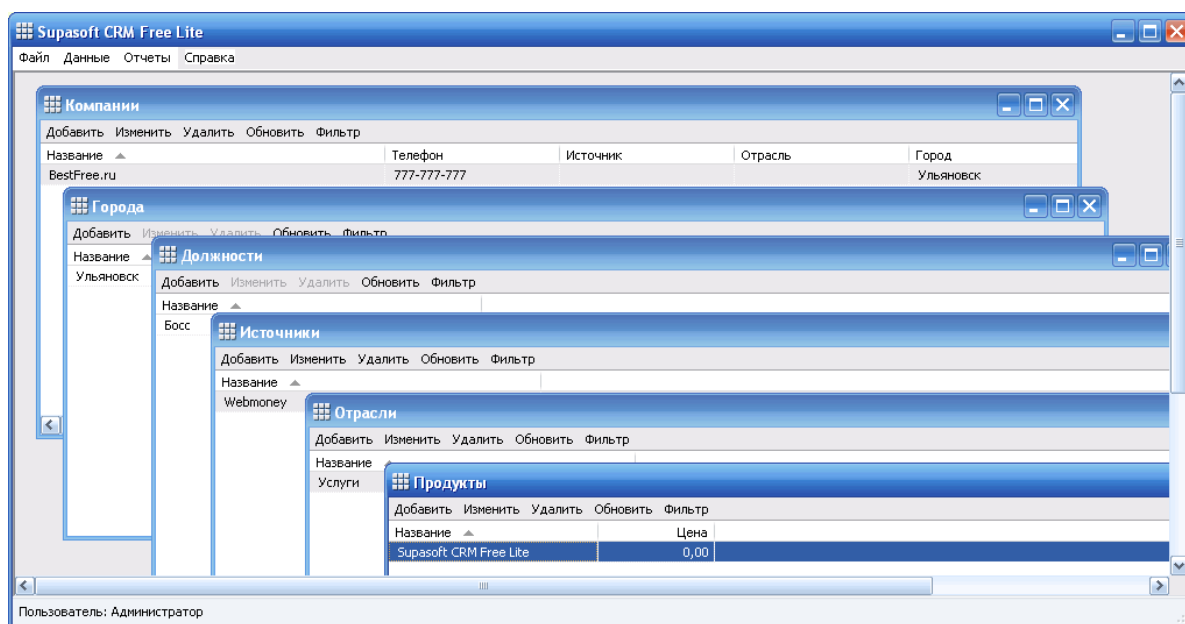 Supasoft CRM Free Lite
Файл Данные Отчеты Справка
Компании
Добавить Изменить Удалить Обновить Фильтр
Название Телефон Источник Отрасль Город
BestFree.ru 777-777-777 Ульяновск
Города
Добавить Изменить Удалить Обновить Фильтр
Название
Ульяновск
Должности
Добавить Изменить Удалить Обновить Фильтр
Название
Босс
Источники
Добавить Изменить Удалить Обновить Фильтр
Название
Webmoney
Отрасли
Добавить Изменить Удалить Обновить Фильтр
Название
Услуги
Продукты
Добавить Изменить Удалить Обновить Фильтр
Название Цена
Supasoft CRM Free Lite 0,00
Пользователь: Администратор